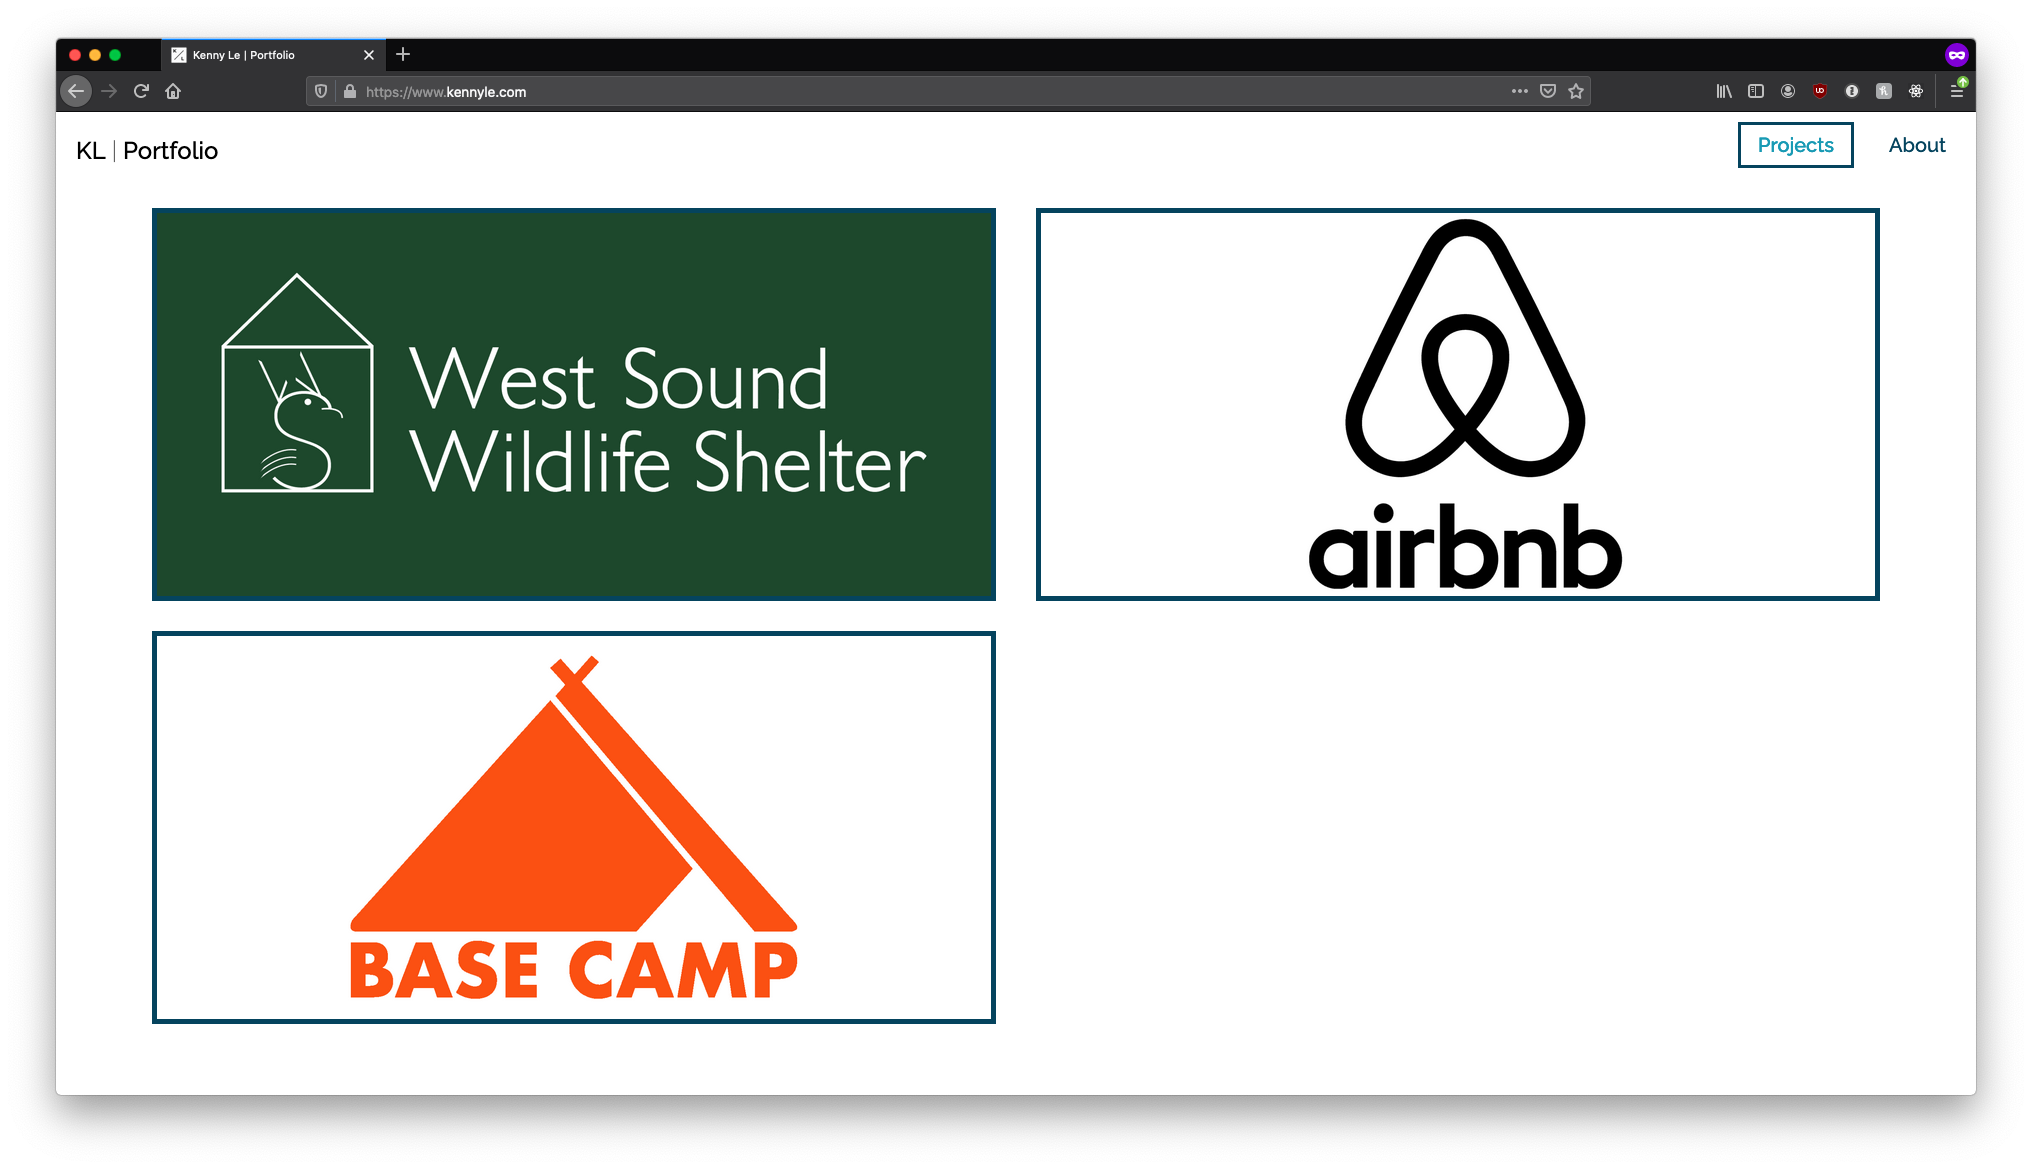 Kenny Le | Portfolio
https://www.kennyle.com
KL | Portfolio
Projects
About
West Sound
Wildlife Shelter
airbnb
BASE CAMP